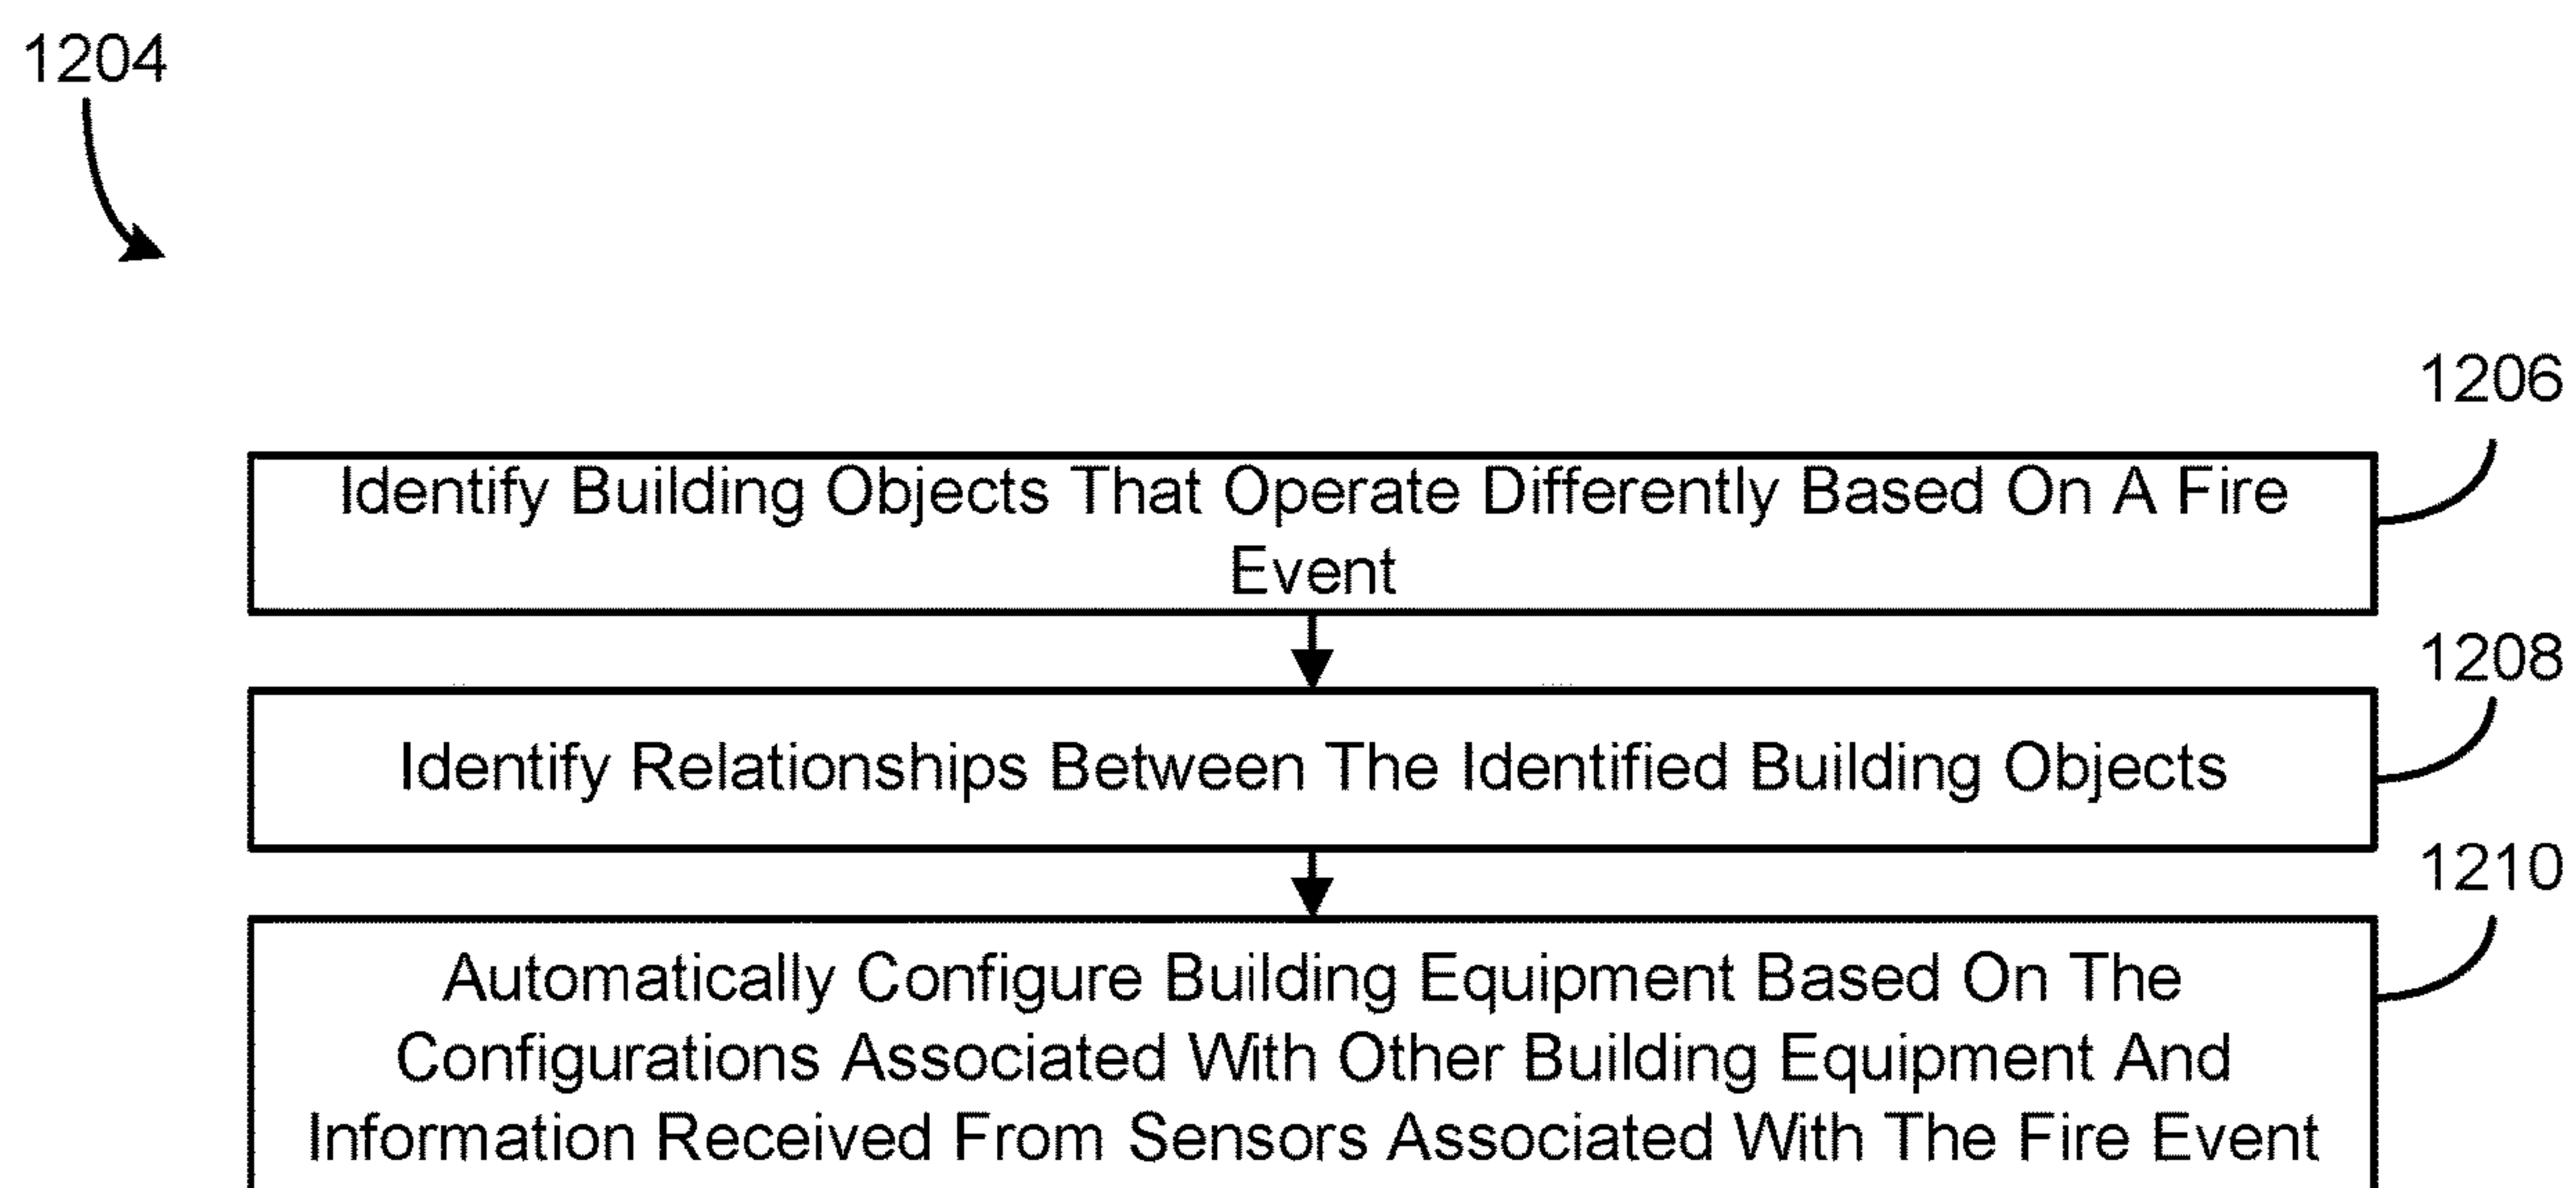 1204
1206
Identify Building Objects That Operate Differently Based On A Fire
Event
1208
Identify Relationships Between The Identified Building Objects
1210
Automatically Configure Building Equipment Based On The
Configurations Associated With Other Building Equipment And
Information Received From Sensors Associated With The Fire Event